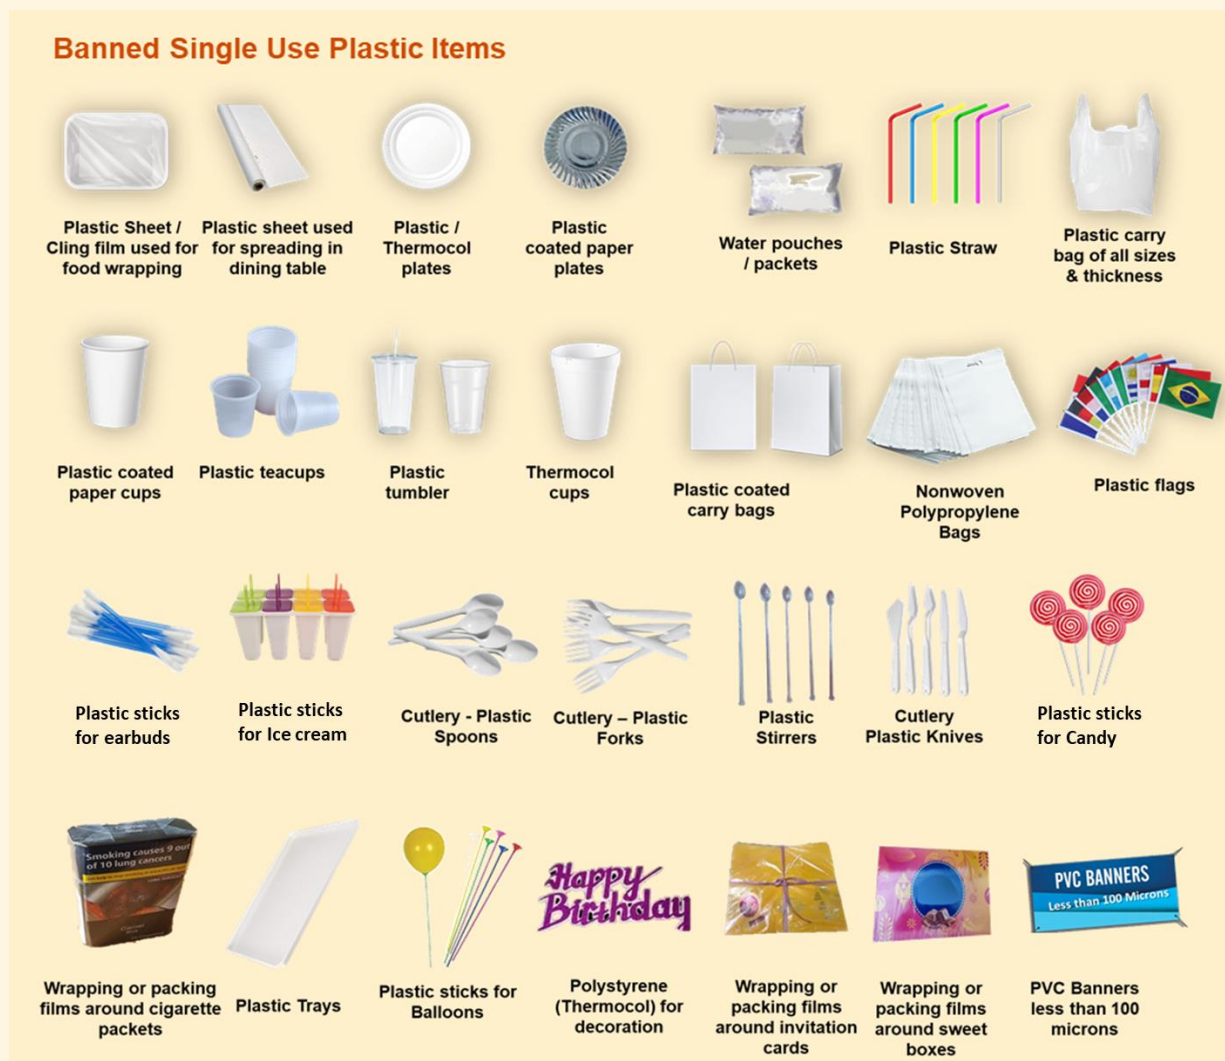 Banned Single Use Plastic Items
Plastic Sheet /
Cling film used for
food wrapping
Plastic sheet used
for spreading in
dining table
Plastic /
Thermocol
plates
Plastic
coated paper
plates
Water pouches
/ packets
Plastic Straw
Plastic carry
bag of all sizes
& thickness
Plastic coated
paper cups
Plastic teacups
Plastic
tumbler
Thermocol
cups
Plastic coated
carry bags
Nonwoven
Polypropylene
Bags
Plastic flags
Plastic sticks
for earbuds
Plastic sticks
for Ice cream
Cutlery - Plastic
Spoons
Cutlery – Plastic
Forks
Plastic
Stirrers
Cutlery
Plastic Knives
Plastic sticks
for Candy
Smoking causes 9 out
of 10 lung cancers
Wrapping or packing
films around cigarette
packets
Plastic Trays
Plastic sticks for
Balloons
Happy
Birthday
Polystyrene
(Thermocol) for
decoration
Wrapping or
packing films
around invitation
cards
Wrapping or
packing films
around sweet
boxes
PVC BANNERS
Less than 100 Microns
PVC Banners
less than 100
microns